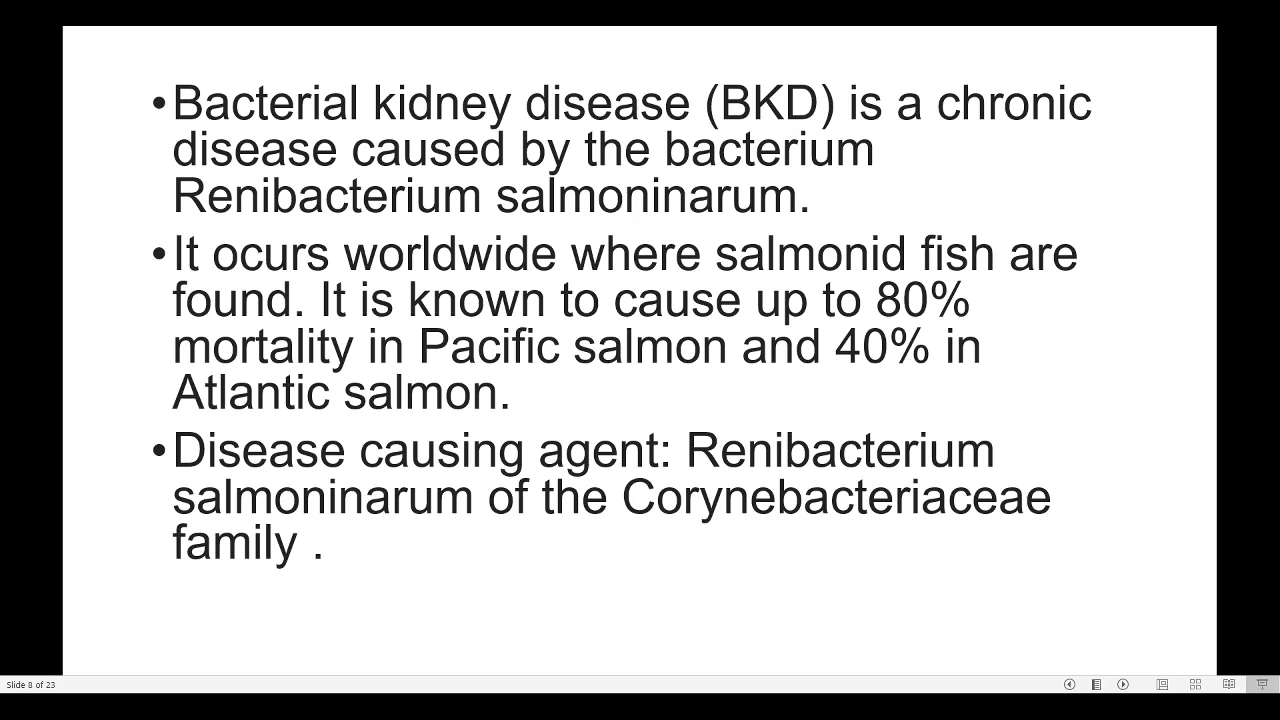 •Bacterial kidney disease (BKD) is a chronic
disease caused by the bacterium
Renibacterium salmoninarum.
•It ocurs worldwide where salmonid fish are
found. It is known to cause up to 80%
mortality in Pacific salmon and 40% in
Atlantic salmon.
•Disease causing agent: Renibacterium
salmoninarum of the Corynebacteriaceae
family .
Slide 8 of 23